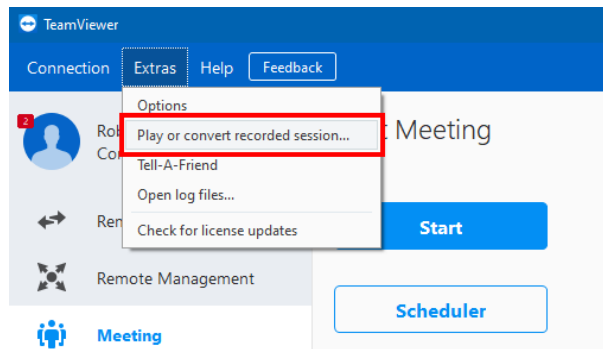 TeamViewer
Connection Extras Help Feedback
2
Options
Play or convert recorded session...
Tell-A-Friend
Open log files...
Check for license updates
Meeting
Start
Remote Management
Scheduler
Meeting